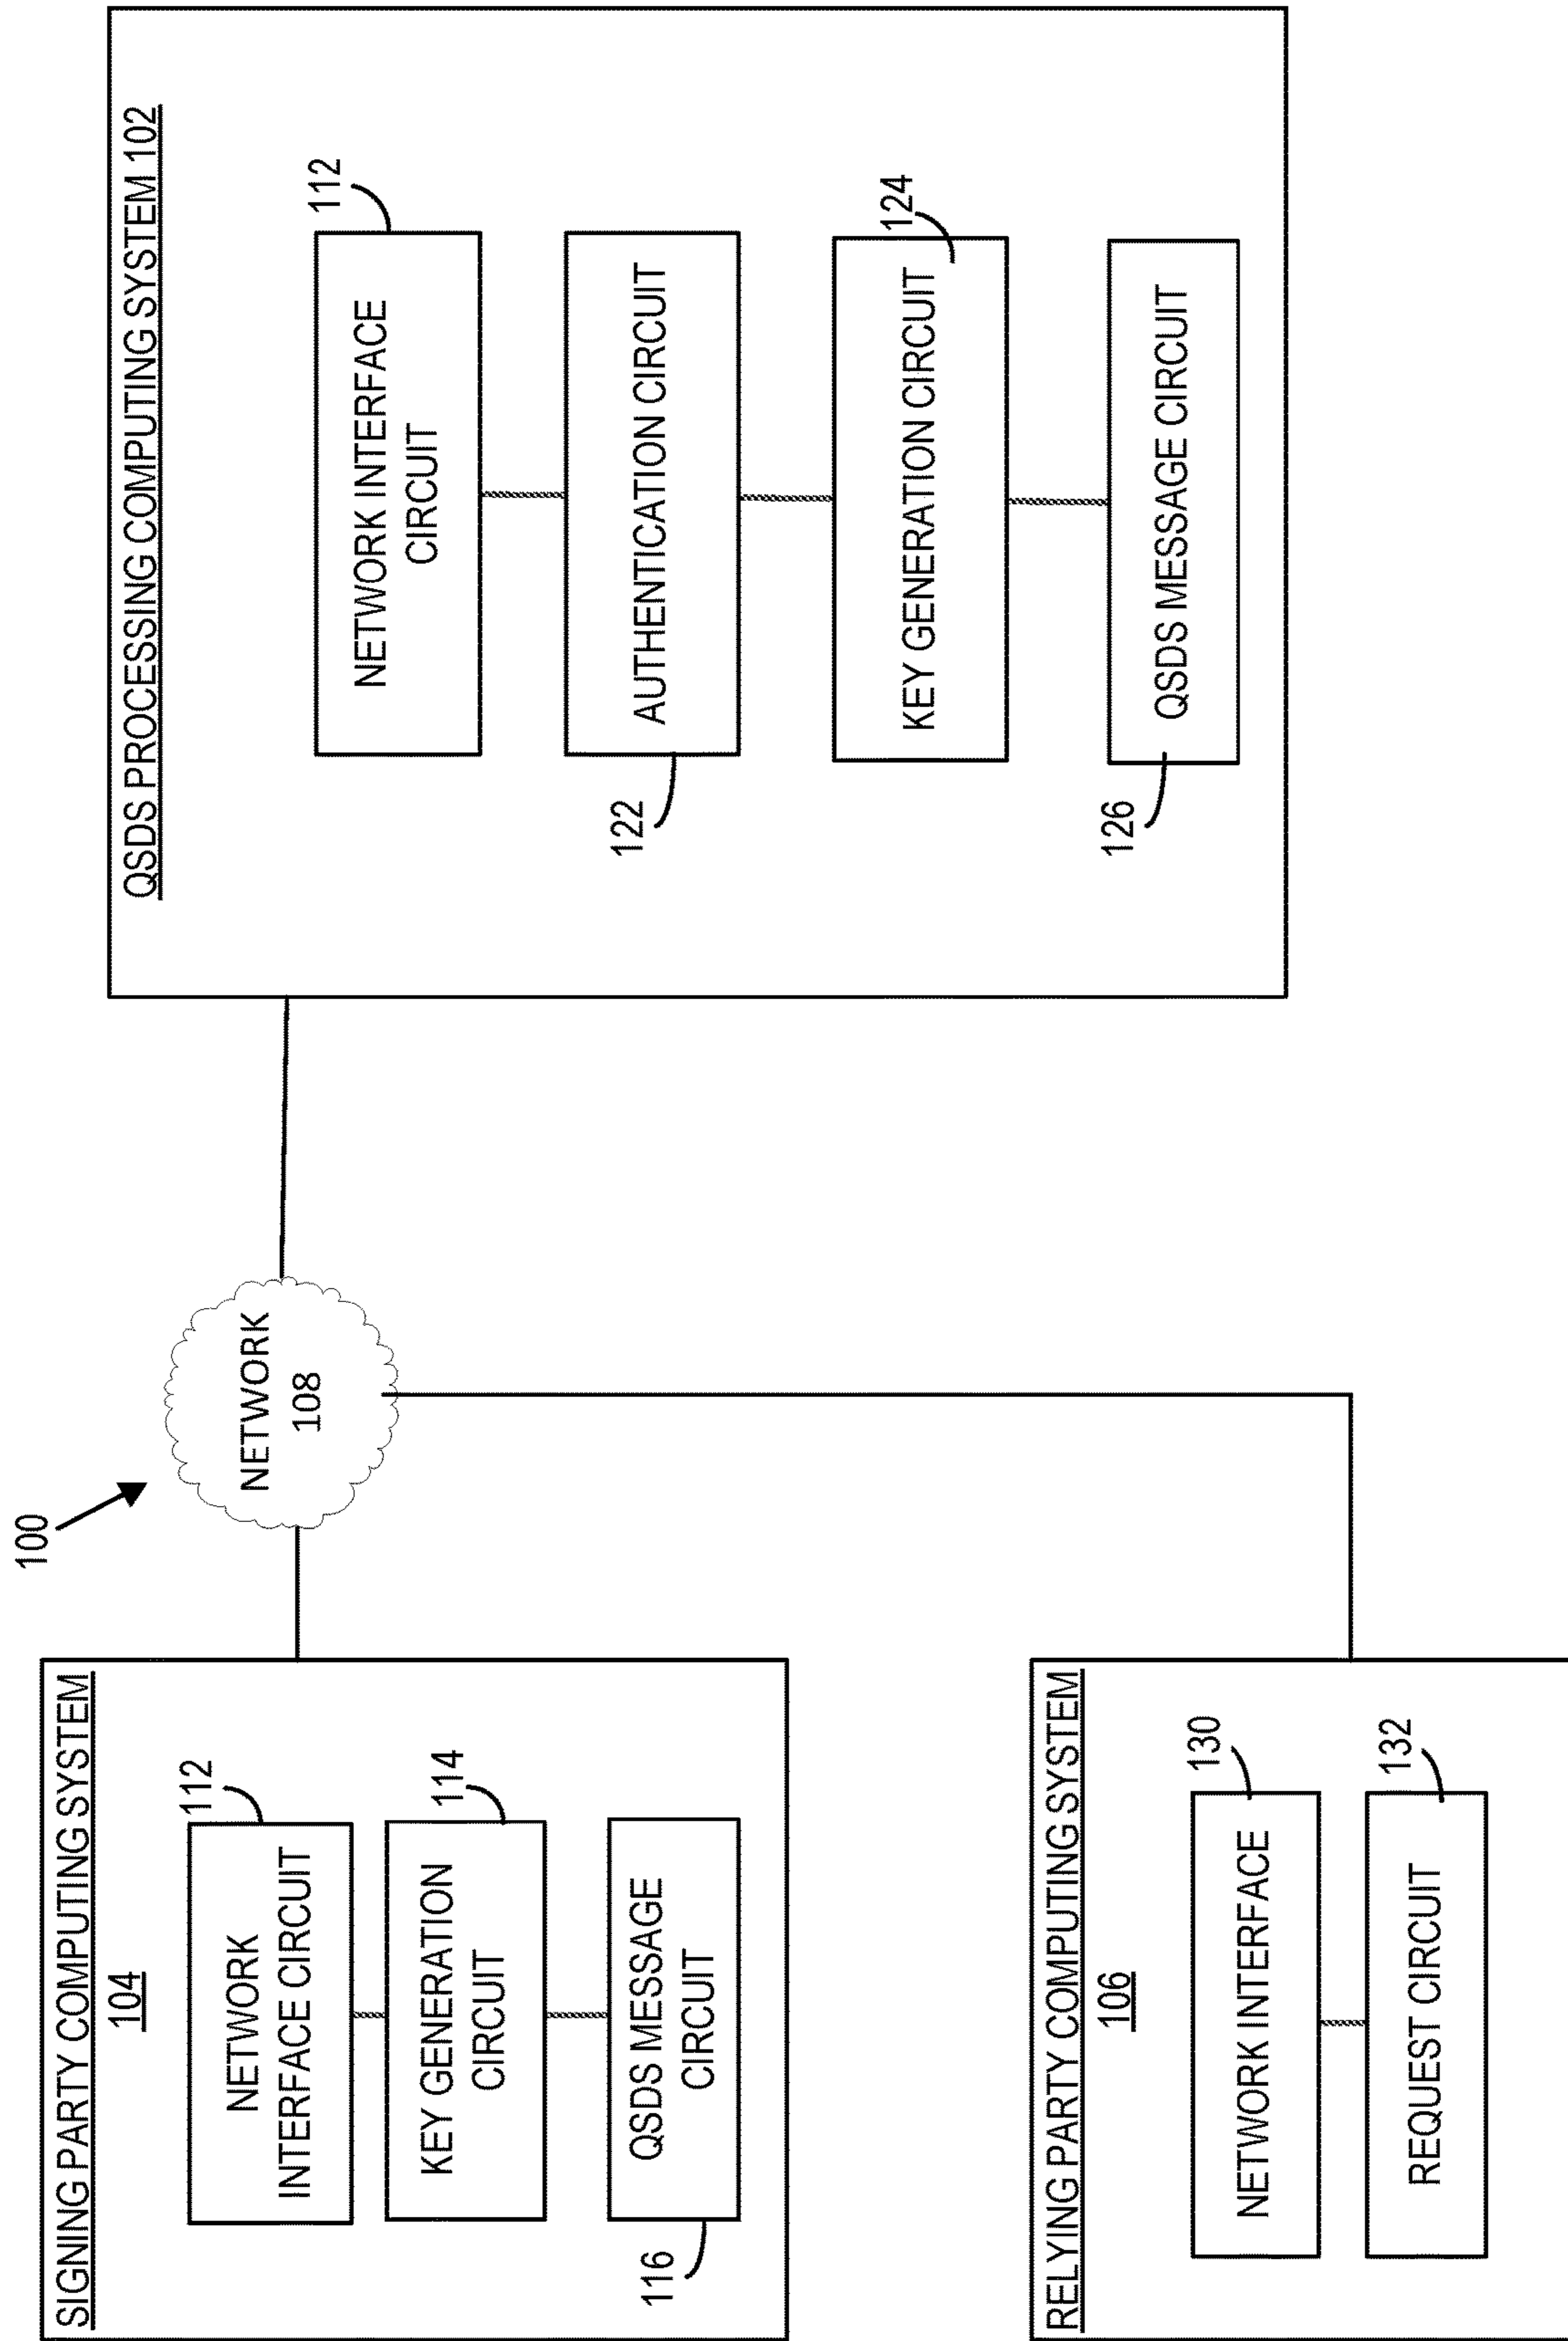 100
SIGNING PARTY COMPUTING SYSTEM
104
112
NETWORK
INTERFACE CIRCUIT
114
KEY GENERATION
CIRCUIT
QSDS MESSAGE
CIRCUIT
116
NETWORK
108
QSDS PROCESSING COMPUTING SYSTEM 102
112
NETWORK INTERFACE
CIRCUIT
AUTHENTICATION CIRCUIT
122
124
KEY GENERATION CIRCUIT
QSDS MESSAGE CIRCUIT
126
RELYING PARTY COMPUTING SYSTEM
106
130
NETWORK INTERFACE
132
REQUEST CIRCUIT